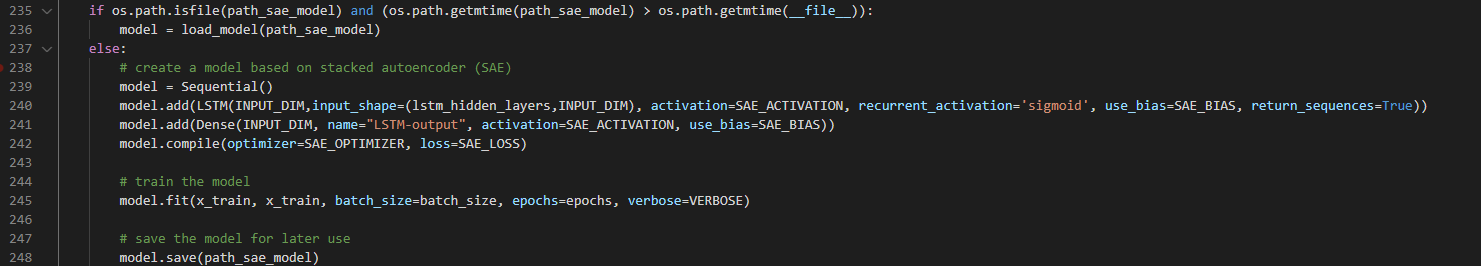 235 if os.path.isfile(path_sae_model) and (os.path.getmtime(path_sae_model) > os.path.getmtime(__file__)):
236     model = load_model(path_sae_model)
237 else:
238     # create a model based on stacked autoencoder (SAE)
239     model = Sequential()
240     model.add(LSTM(INPUT_DIM,input_shape=(lstm_hidden_layers,INPUT_DIM), activation=SAE_ACTIVATION, recurrent_activation='sigmoid', use_bias=SAE_BIAS, return_sequences=True))
241     model.add(Dense(INPUT_DIM, name="LSTM-output", activation=SAE_ACTIVATION, use_bias=SAE_BIAS))
242     model.compile(optimizer=SAE_OPTIMIZER, loss=SAE_LOSS)
243
244     # train the model
245     model.fit(x_train, x_train, batch_size=batch_size, epochs=epochs, verbose=VERBOSE)
246
247     # save the model for later use
248     model.save(path_sae_model)